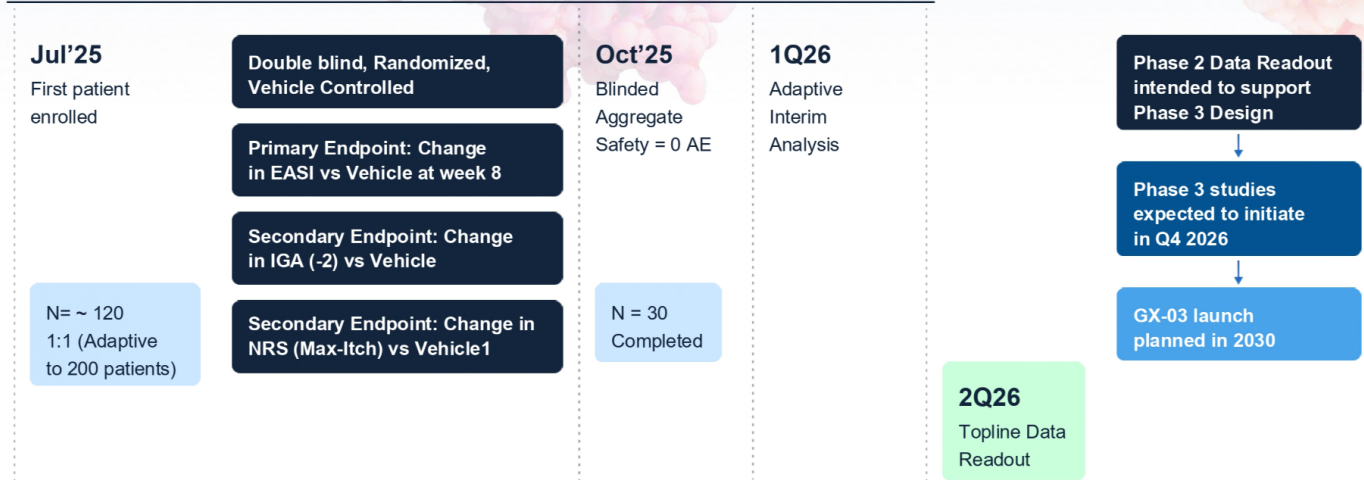 Jul’25
First patient
enrolled
N= ~ 120
1:1 (Adaptive
to 200 patients)
Double blind, Randomized,
Vehicle Controlled
Primary Endpoint: Change
in EASI vs Vehicle at week 8
Secondary Endpoint: Change
in IGA (-2) vs Vehicle
Secondary Endpoint: Change in
NRS (Max-Itch) vs Vehicle1
Oct’25
Blinded
Aggregate
Safety = 0 AE
N = 30
Completed
1Q26
Adaptive
Interim
Analysis
2Q26
Topline Data
Readout
Phase 2 Data Readout
intended to support
Phase 3 Design
Phase 3 studies
expected to initiate
in Q4 2026
GX-03 launch
planned in 2030